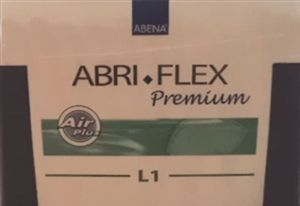 ABENA
ABRI·FLEX
Premium
Air
Plus
L1